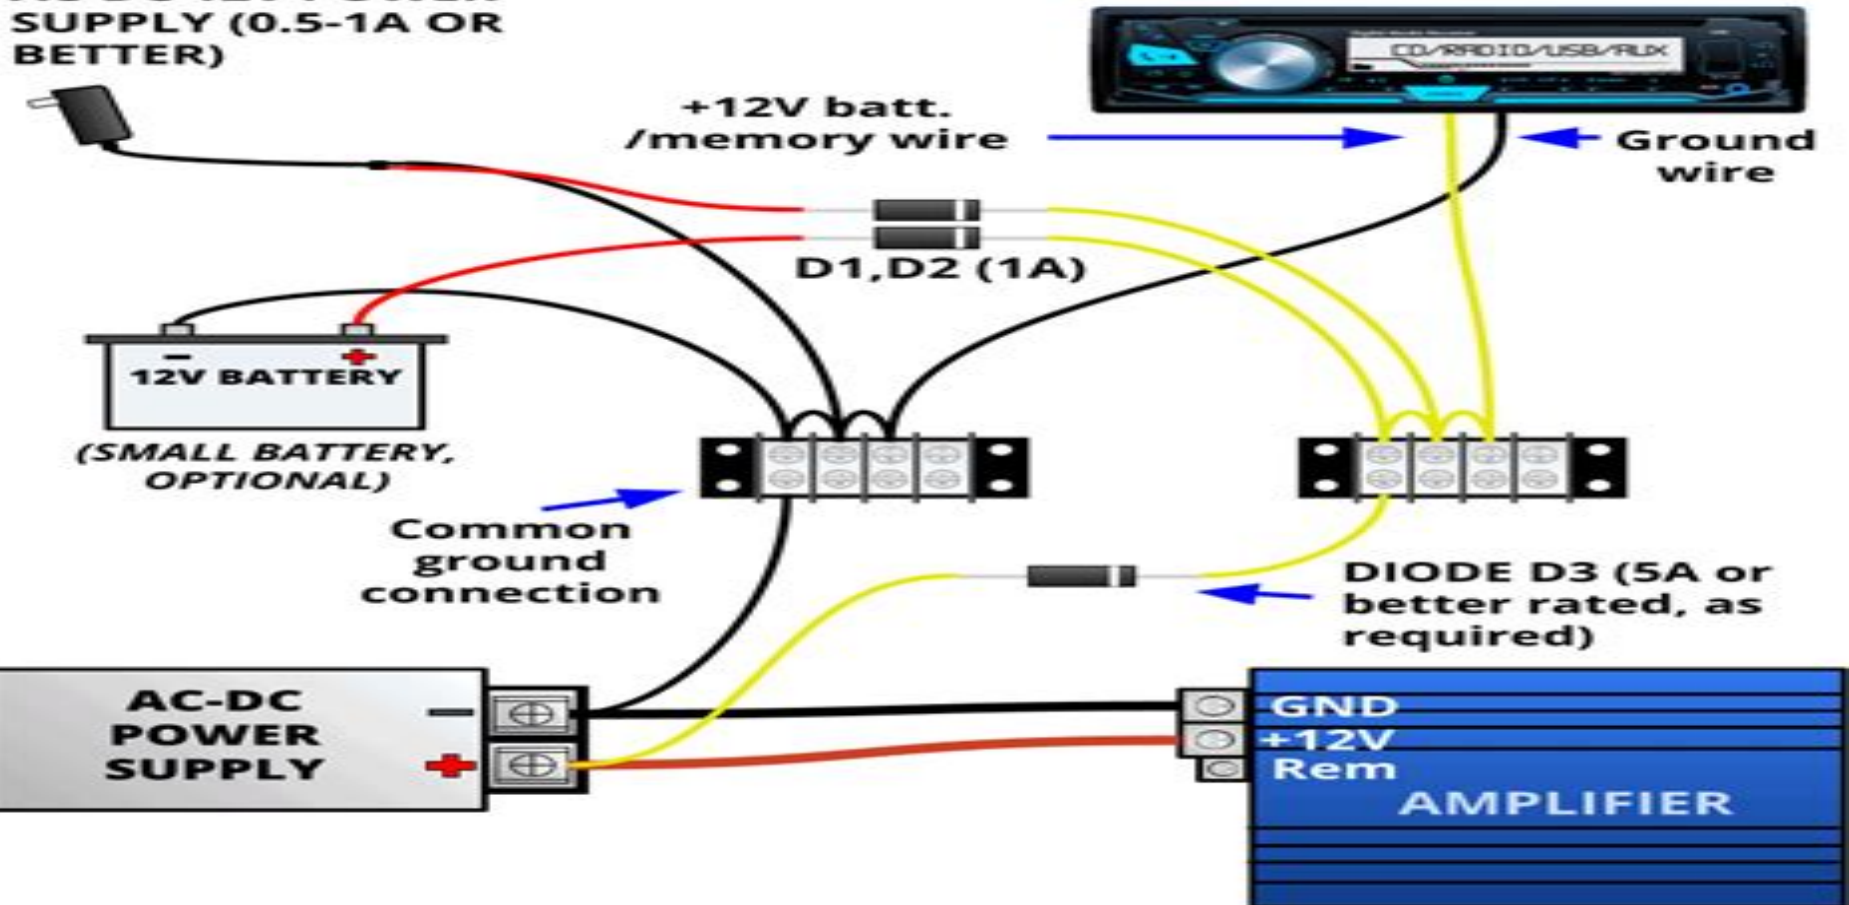 SUPPLY (0.5-1A OR
BETTER)
CD/RADIO/USB/AUX
+12V batt.
/memory wire
Ground
wire
D1,D2 (1A)
- +
12V BATTERY
(SMALL BATTERY,
OPTIONAL)
Common
ground
connection
DIODE D3 (5A or
better rated, as
required)
AC-DC
POWER
SUPPLY
-
+
GND
+12V
Rem
AMPLIFIER